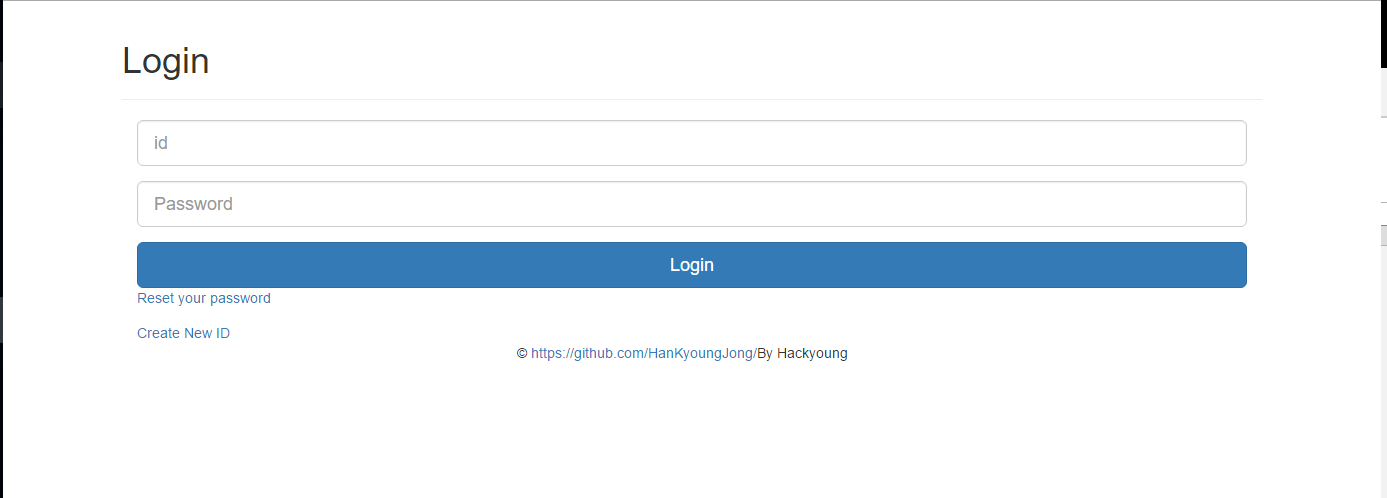 Login
id
Password
Login
Reset your password
Create New ID
© https://github.com/HanKyoungJong/By Hackyoung